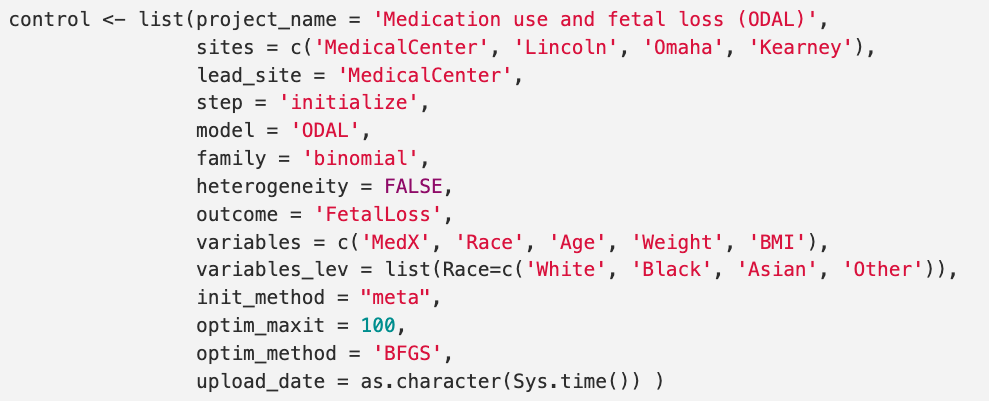 control <- list(project_name = 'Medication use and fetal loss (ODAL)',
                sites = c('MedicalCenter', 'Lincoln', 'Omaha', 'Kearney'),
                lead_site = 'MedicalCenter',
                step = 'initialize',
                model = 'ODAL',
                family = 'binomial',
                heterogeneity = FALSE,
                outcome = 'FetalLoss',
                variables = c('MedX', 'Race', 'Age', 'Weight', 'BMI'),
                variables_lev = list(Race=c('White', 'Black', 'Asian', 'Other')),
                init_method = "meta",
                optim_maxit = 100,
                optim_method = 'BFGS',
                upload_date = as.character(Sys.time()) )